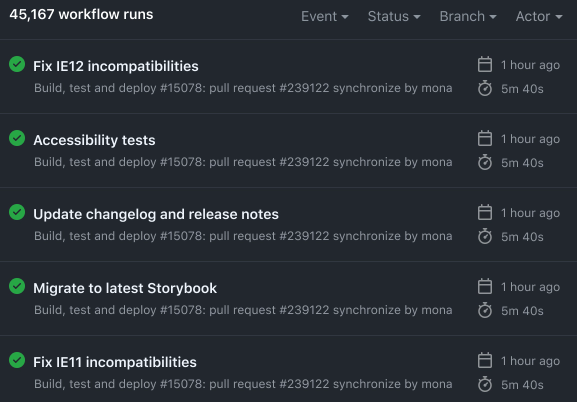 45,167 workflow runs Event Status Branch Actor
Fix IE12 incompatibilities 1 hour ago
Build, test and deploy #15078: pull request #239122 synchronize by mona 5m 40s
Accessibility tests 1 hour ago
Build, test and deploy #15078: pull request #239122 synchronize by mona 5m 40s
Update changelog and release notes 1 hour ago
Build, test and deploy #15078: pull request #239122 synchronize by mona 5m 40s
Migrate to latest Storybook 1 hour ago
Build, test and deploy #15078: pull request #239122 synchronize by mona 5m 40s
Fix IE11 incompatibilities 1 hour ago
Build, test and deploy #15078: pull request #239122 synchronize by mona 5m 40s